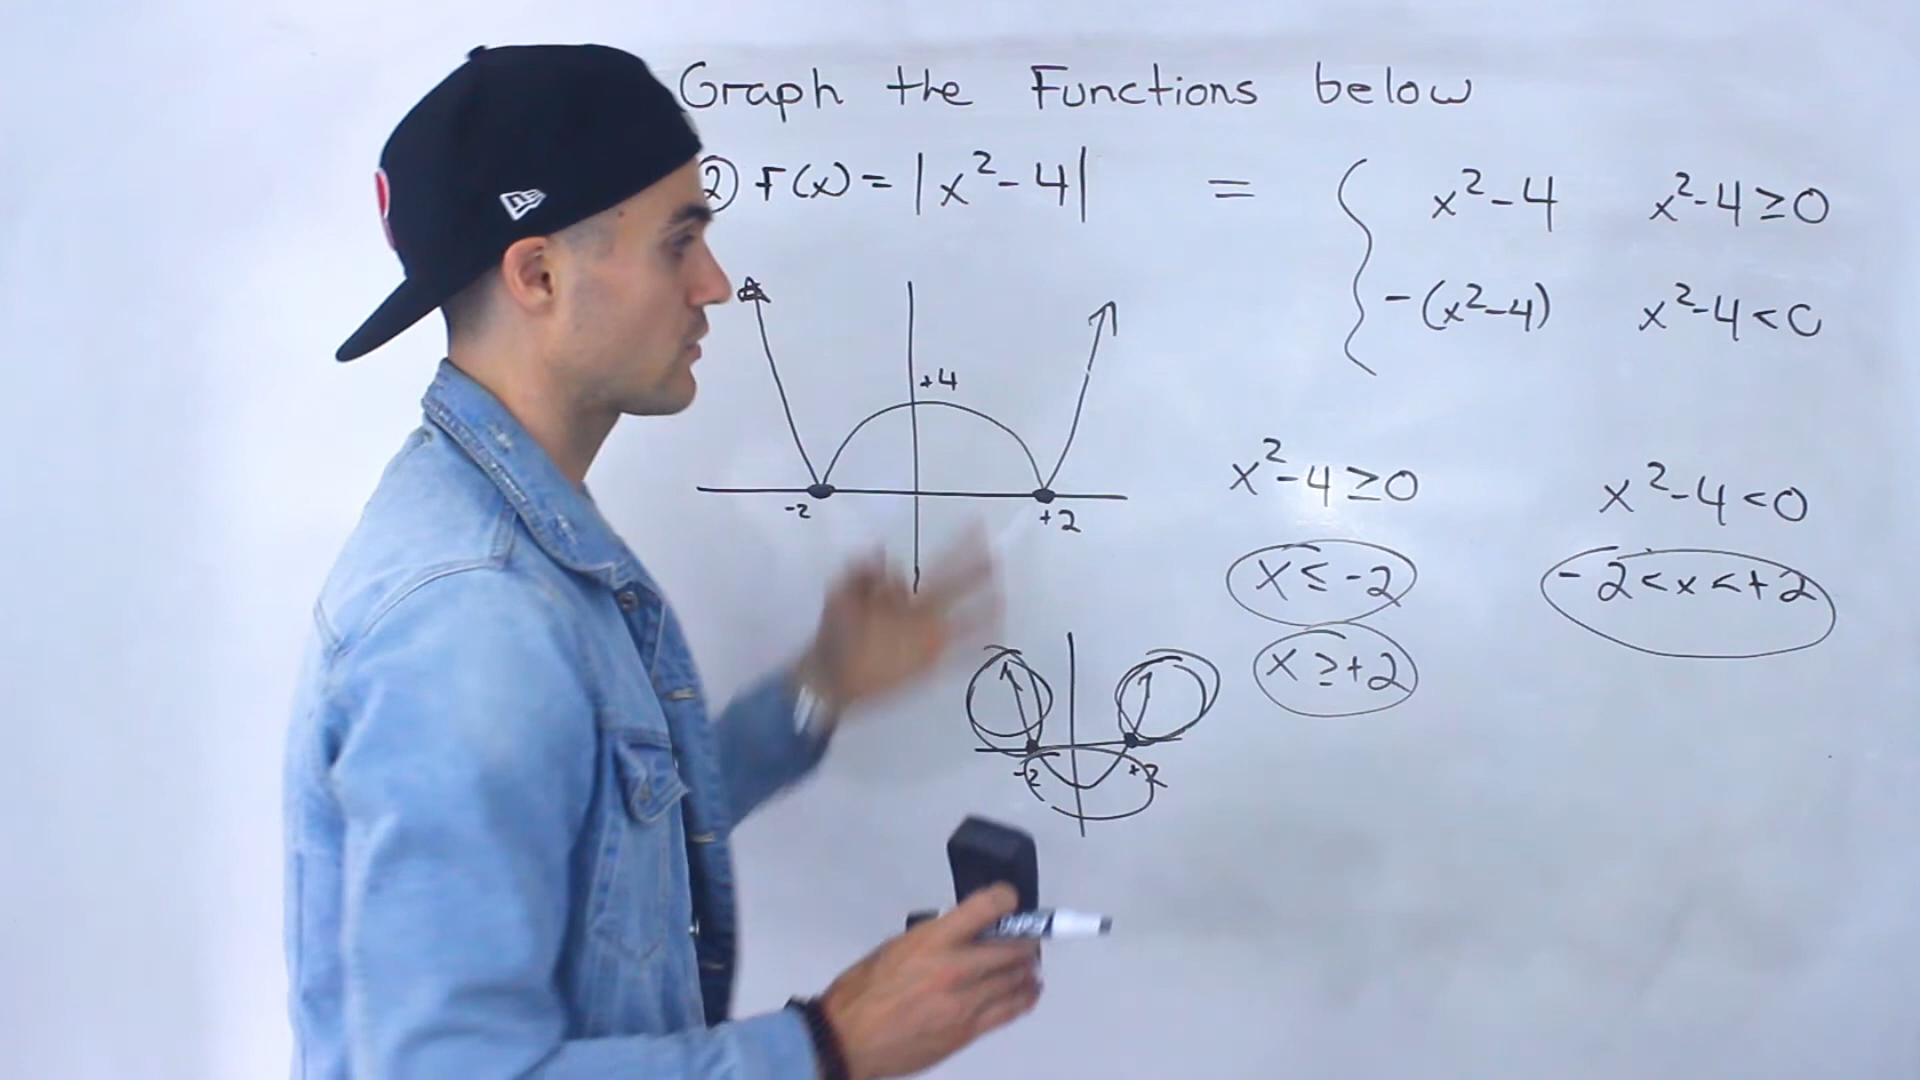 Graph the Functions below
② F(x) = |x²-4| = { x²-4 x²-4≥0
-(x²-4) x²-4<0
+4
-2 +2
x²-4≥0 x²-4<0
x≤-2 -2<x<+2
x≥+2
-2 +2